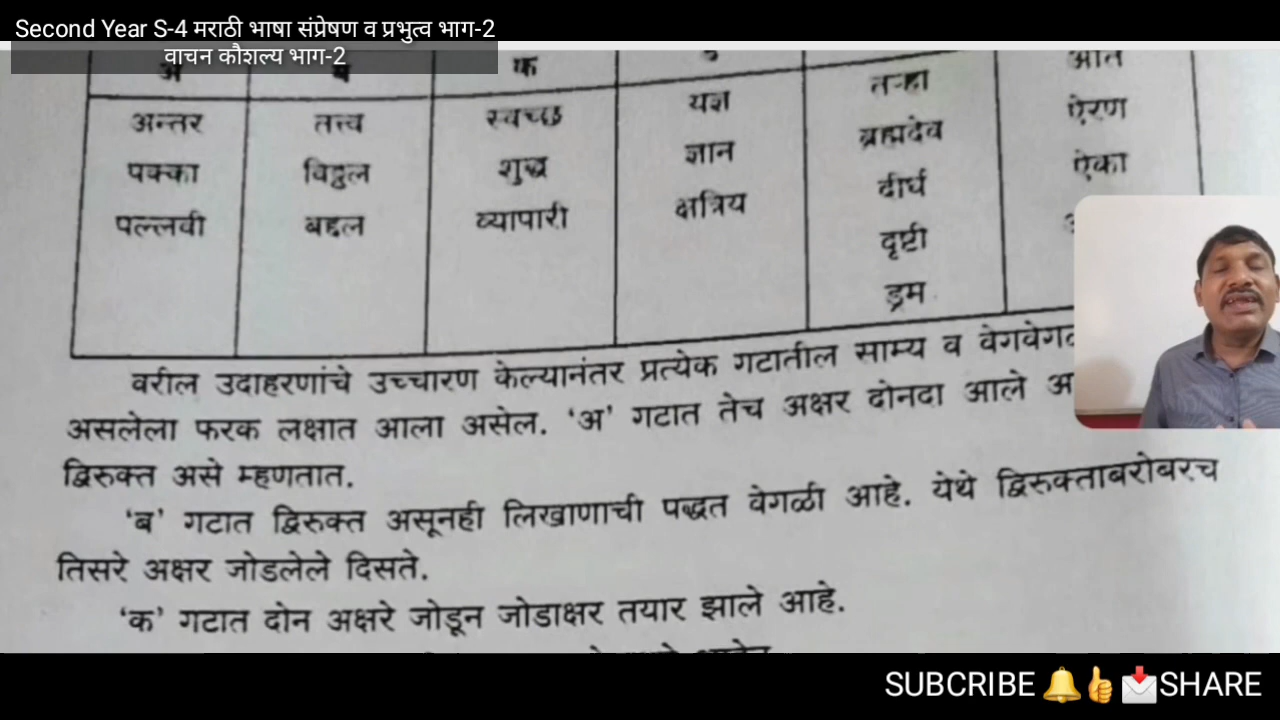 Second Year S-4 मराठी भाषा संप्रेषण व प्रभुत्व भाग-2
वाचन कौशल्य भाग-2
अ ब क
अन्तर तत्त्व स्वच्छ यज्ञ तऱ्हा
पक्का विठ्ठल शुद्ध ज्ञान ब्रह्मदेव ऐरण
पल्लवी बद्दल व्यापारी क्षत्रिय दीर्घ ऐका
दृष्टी
ड्रम
वरील उदाहरणांचे उच्चारण केल्यानंतर प्रत्येक गटातील साम्य व
असलेला फरक लक्षात आला असेल. 'अ' गटात तेच अक्षर दोनदा आले
द्विरुक्त असे म्हणतात.
'ब' गटात द्विरुक्त असूनही लिखाणाची पद्धत वेगळी आहे. येथे द्विरुक्ताबरोबरच
तिसरे अक्षर जोडलेले दिसते.
'क' गटात दोन अक्षरे जोडून जोडाक्षर तयार झाले आहे.
SUBCRIBE 🔔👍 📩SHARE